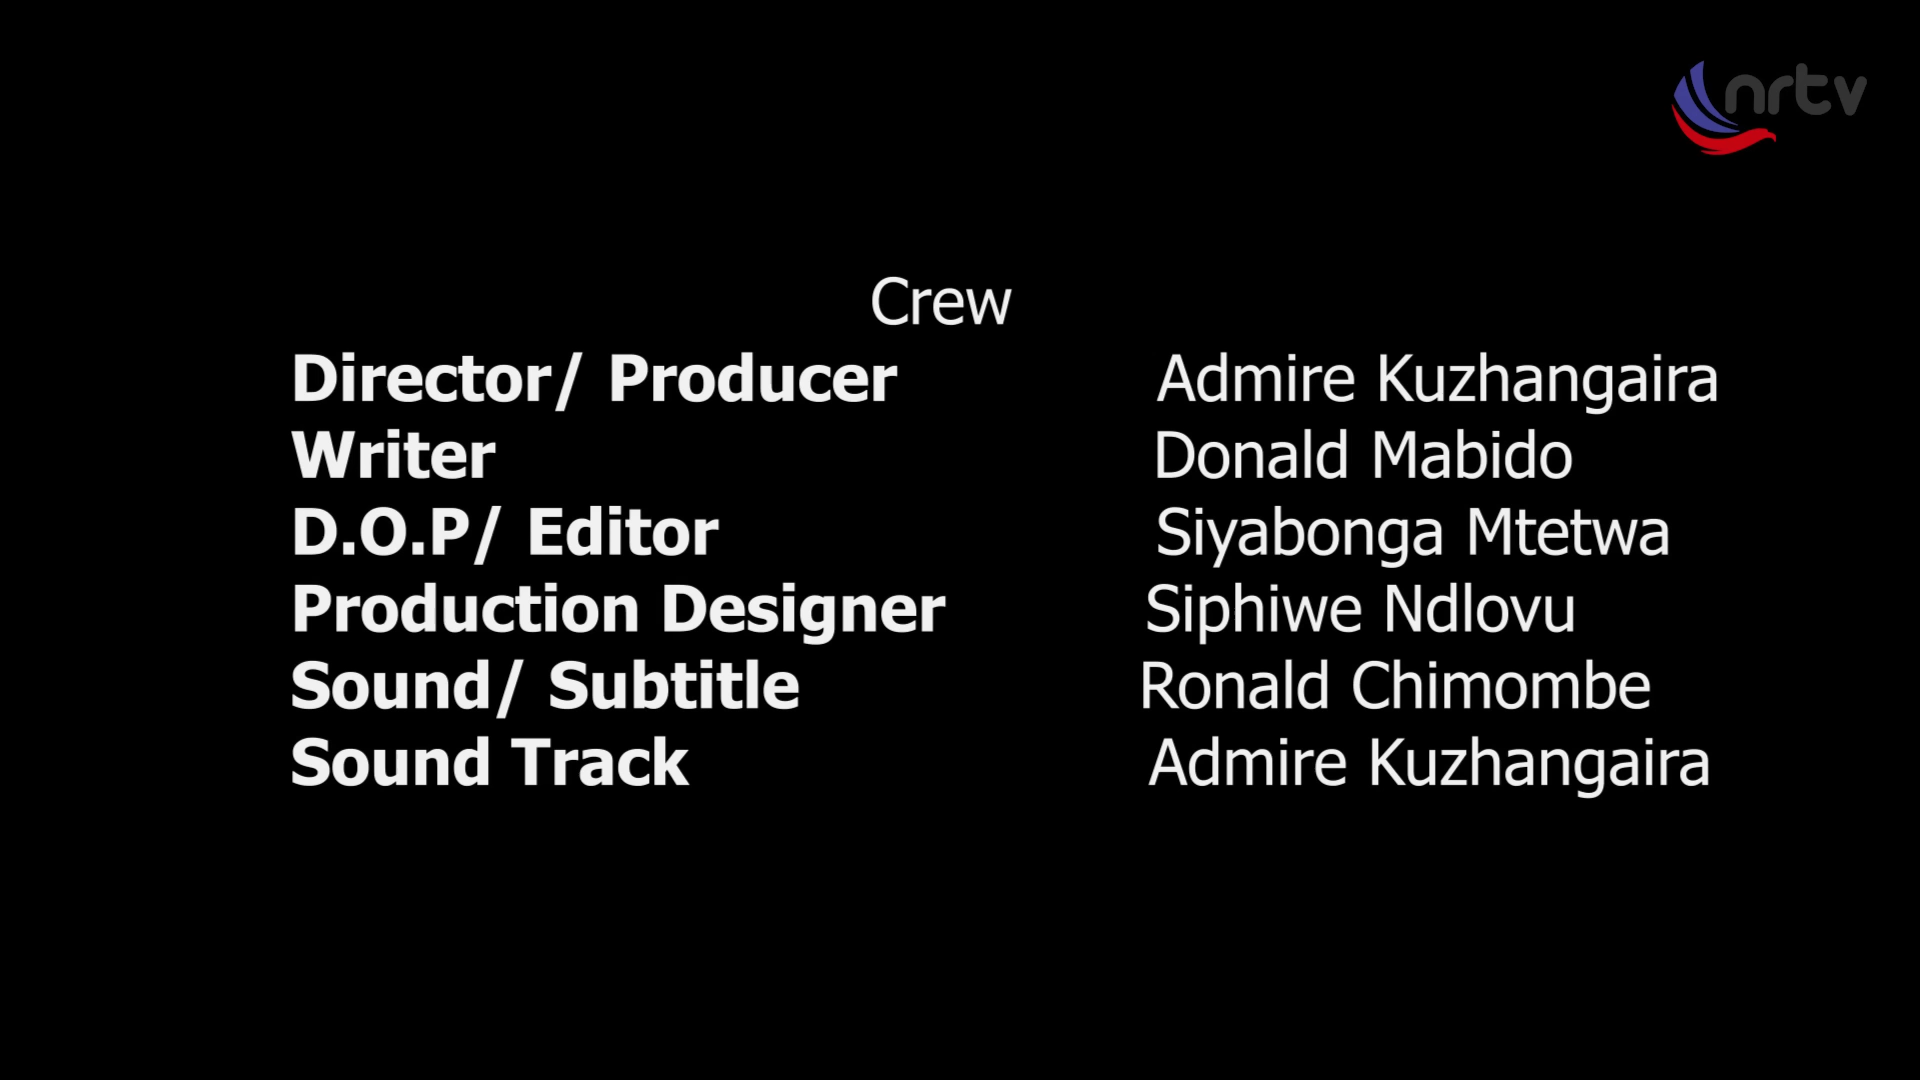 nrtv
Crew
Director/ Producer Admire Kuzhangaira
Writer Donald Mabido
D.O.P/ Editor Siyabonga Mtetwa
Production Designer Siphiwe Ndlovu
Sound/ Subtitle Ronald Chimombe
Sound Track Admire Kuzhangaira